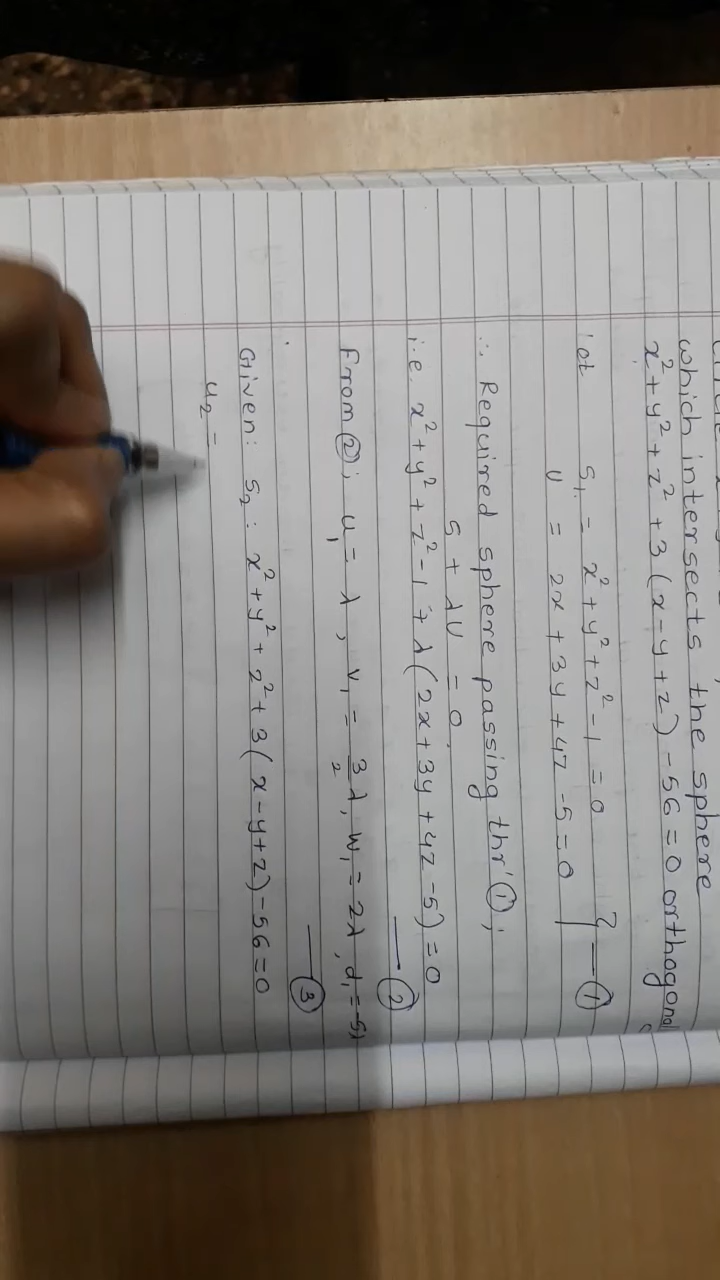 which intersects the sphere
x² + y² + z² + 3 (x - y + z) - 56 = 0 orthogonal
let S₁ = x² + y² + z² - 1 = 0
U = 2x + 3y + 4z - 5 = 0 } — ①
∴ Required sphere passing thr' ①;
S + λU = 0.
i.e. x² + y² + z² - 1 + λ(2x + 3y + 4z - 5) = 0
— ②
From ②; u₁ = λ, v₁ = 3/2 λ, w₁ = 2λ, d₁ = -5λ
— ③
Given: S₂ : x² + y² + z² + 3(x - y + z) - 56 = 0
u₂ =